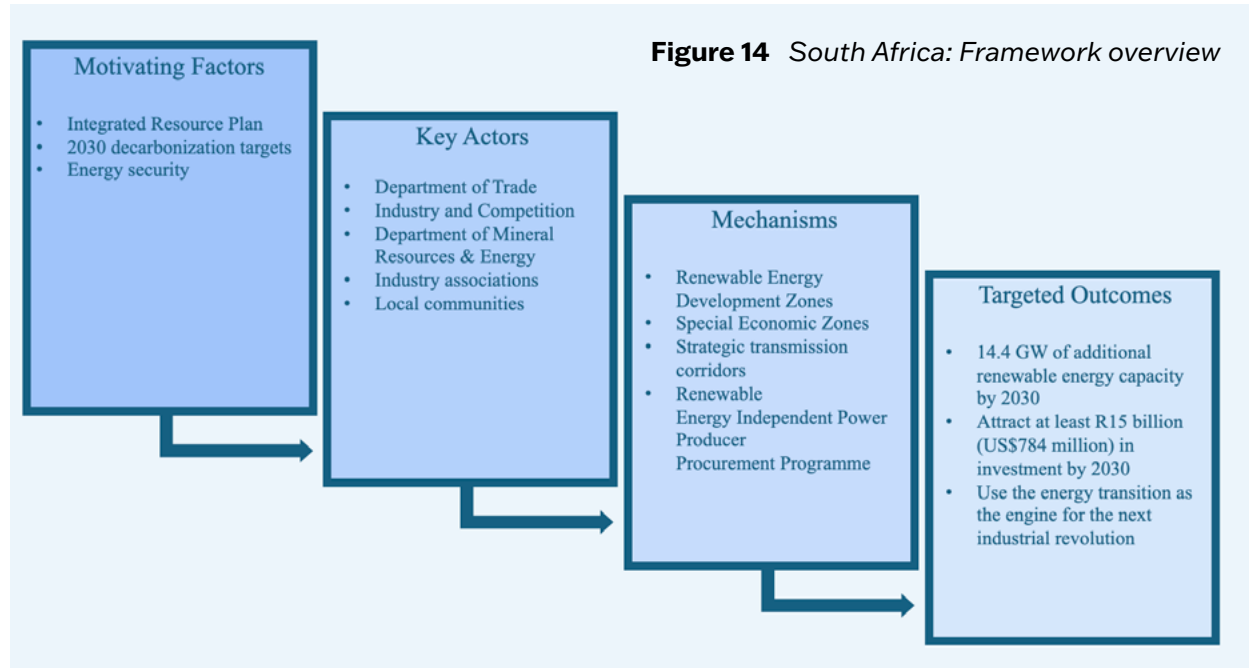 Figure 14 South Africa: Framework overview
Motivating Factors
• Integrated Resource Plan
• 2030 decarbonization targets
• Energy security
Key Actors
• Department of Trade
• Industry and Competition
• Department of Mineral
Resources & Energy
• Industry associations
• Local communities
Mechanisms
• Renewable Energy
Development Zones
• Special Economic Zones
• Strategic transmission
corridors
• Renewable
Energy Independent Power
Producer
Procurement Programme
Targeted Outcomes
• 14.4 GW of additional
renewable energy capacity
by 2030
• Attract at least R15 billion
(US$784 million) in
investment by 2030
• Use the energy transition as
the engine for the next
industrial revolution